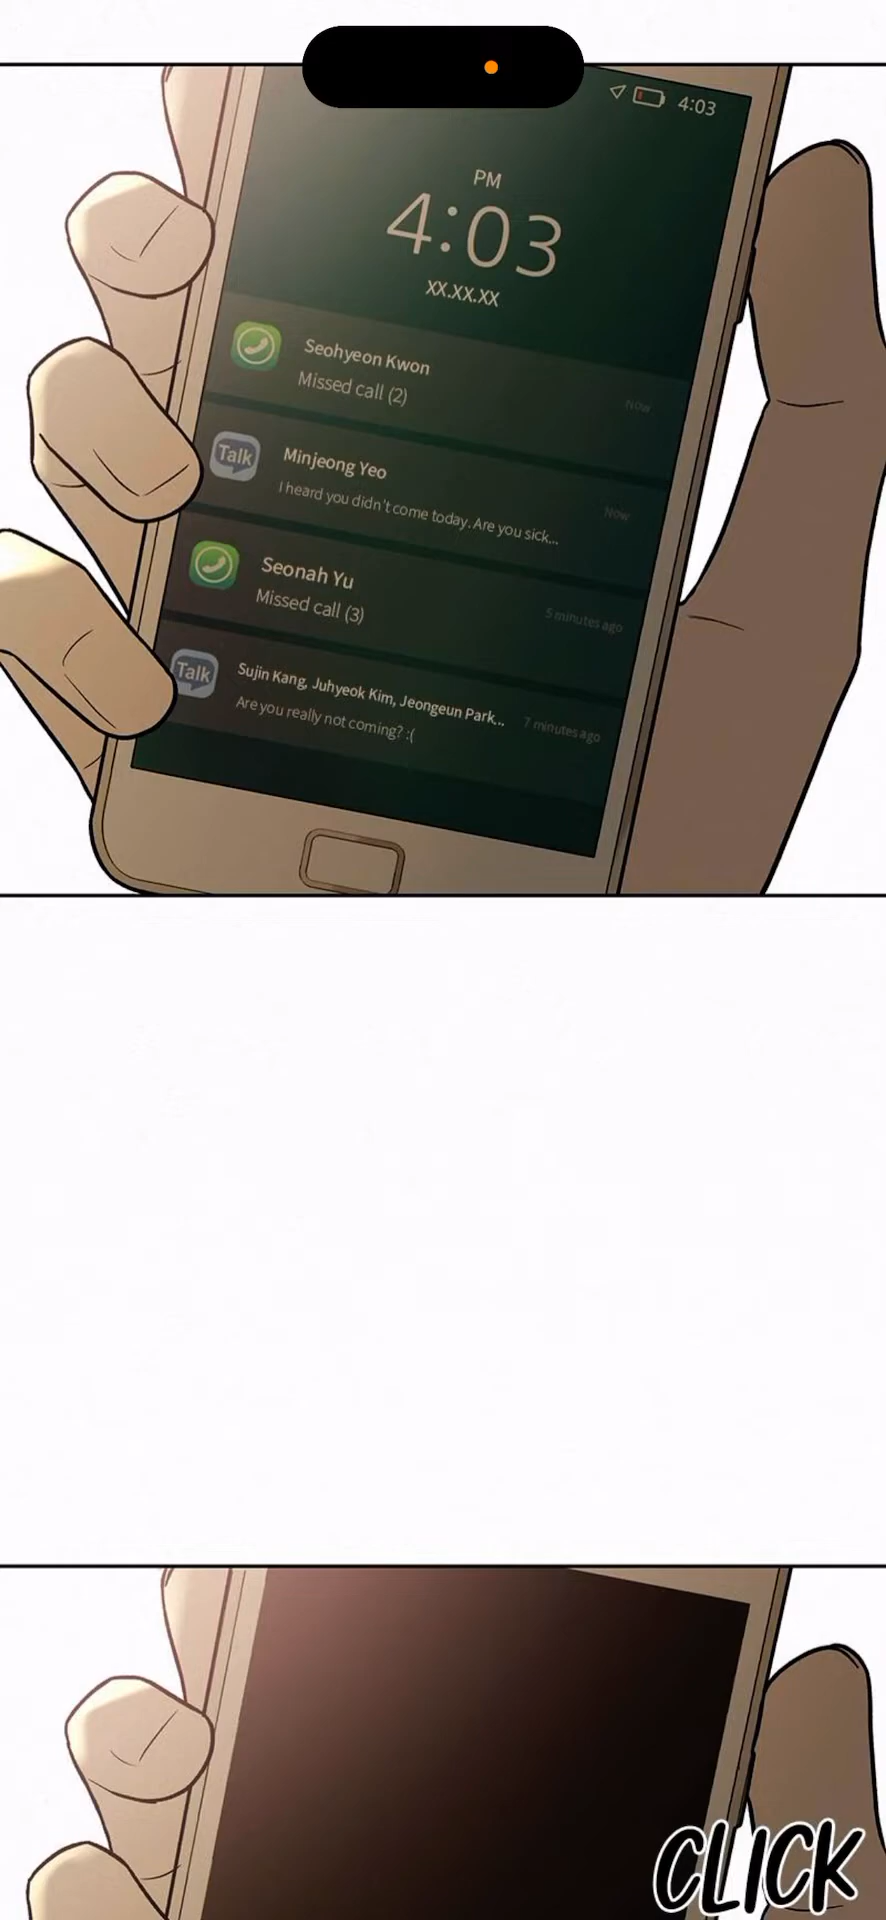 4:03
PM
4:03
XX.XX.XX
Seohyeon Kwon
Missed call (2)
Now
Talk
Minjeong Yeo
I heard you didn't come today. Are you sick...
Now
Seonah Yu
Missed call (3)
5 minutes ago
Talk
Sujin Kang, Juhyeok Kim, Jeongeun Park...
Are you really not coming? :(
7 minutes ago
CLICK